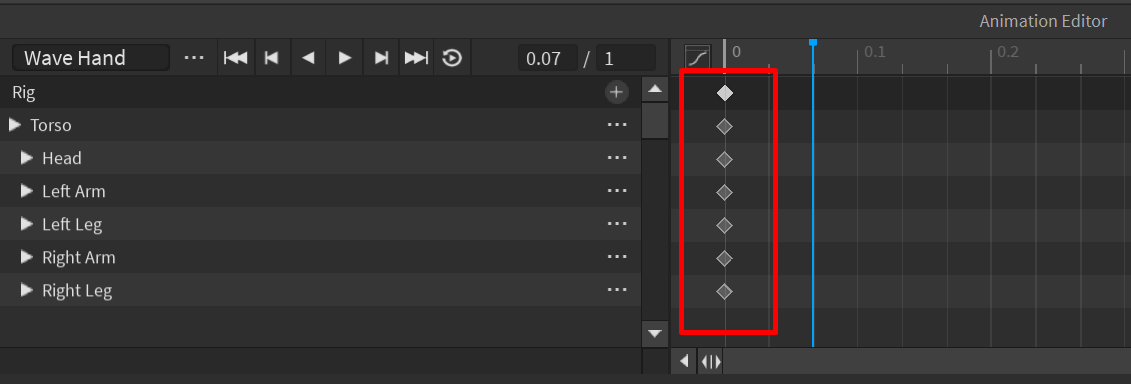 Animation Editor
Wave Hand ... 0.07 / 1 0 0.1 0.2
Rig
Torso
Head
Left Arm
Left Leg
Right Arm
Right Leg